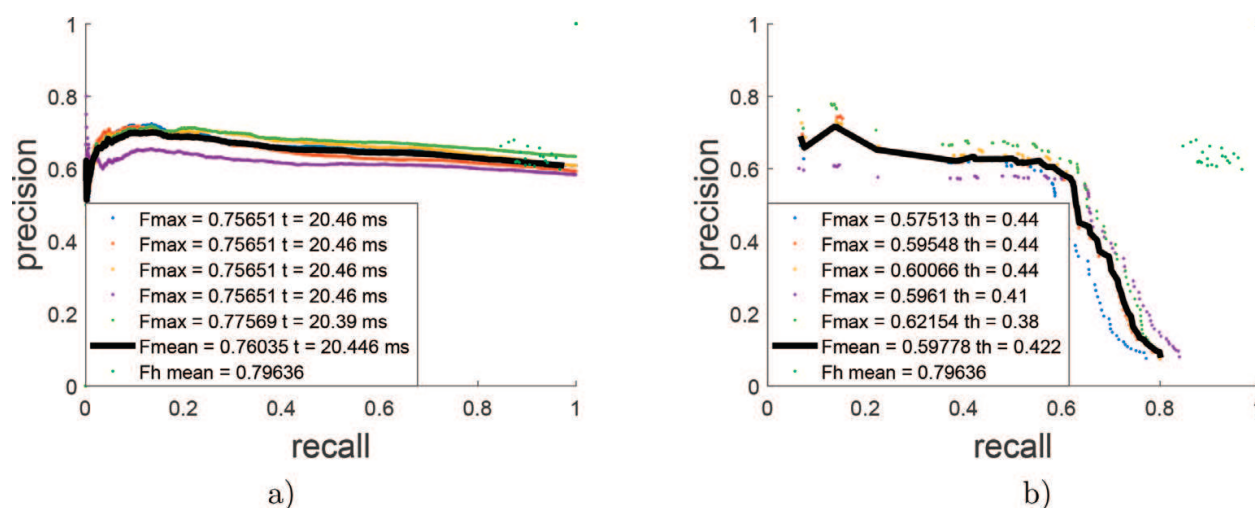 1
0.8
0.6
0.4
0.2
0
precision
Fmax = 0.75651 t = 20.46 ms
Fmax = 0.75651 t = 20.46 ms
Fmax = 0.75651 t = 20.46 ms
Fmax = 0.75651 t = 20.46 ms
Fmax = 0.77569 t = 20.39 ms
Fmean = 0.76035 t = 20.446 ms
Fh mean = 0.79636
0 0.2 0.4 0.6 0.8 1
recall
a)
1
0.8
0.6
0.4
0.2
0
precision
Fmax = 0.57513 th = 0.44
Fmax = 0.59548 th = 0.44
Fmax = 0.60066 th = 0.44
Fmax = 0.5961 th = 0.41
Fmax = 0.62154 th = 0.38
Fmean = 0.59778 th = 0.422
Fh mean = 0.79636
0 0.2 0.4 0.6 0.8
recall
b)